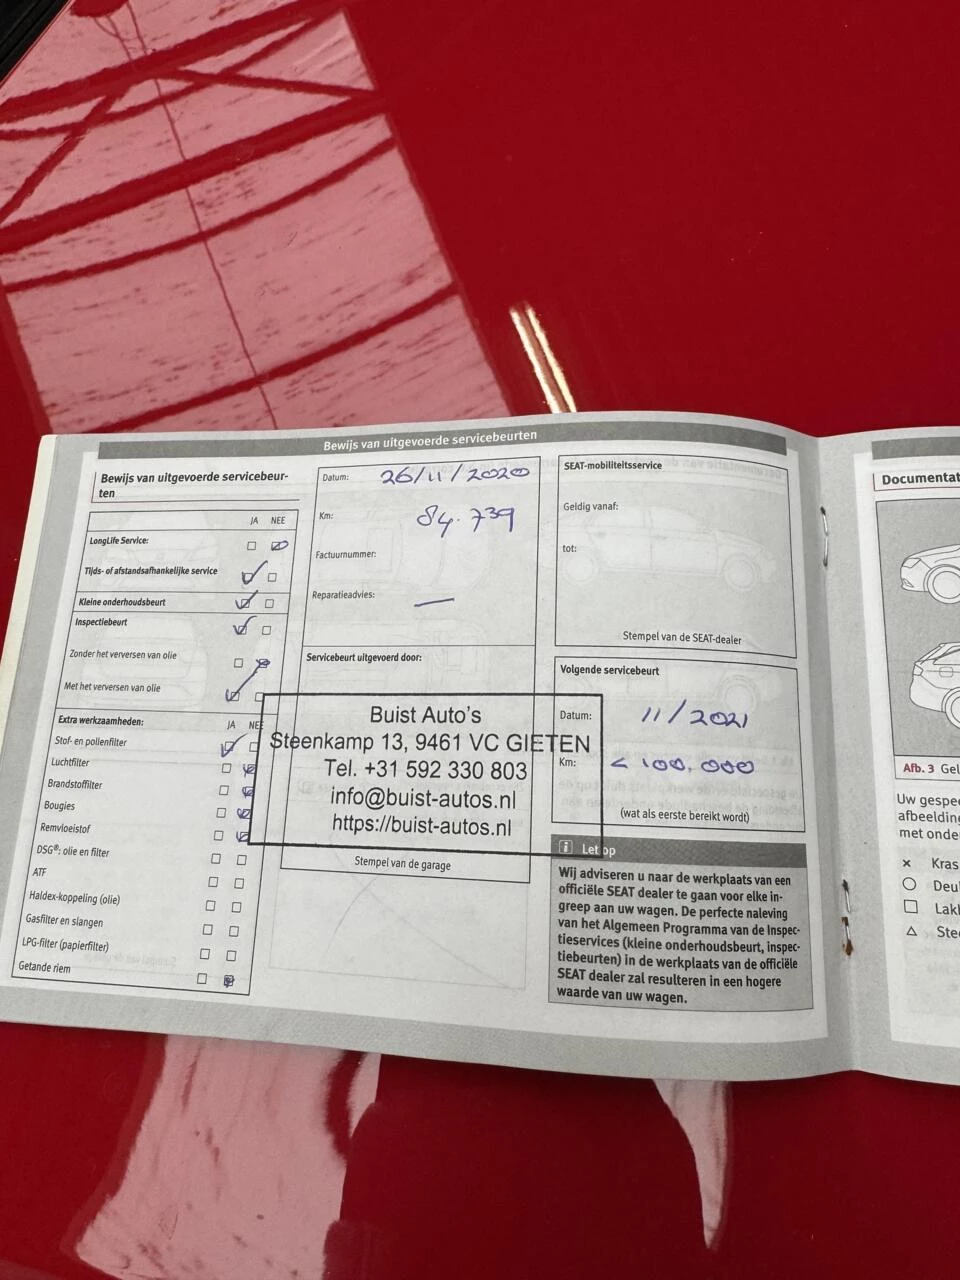 Bewijs van uitgevoerde servicebeurten
Bewijs van uitgevoerde servicebeur-
ten
JA NEE
LongLife Service:
Tijds- of afstandsafhankelijke service
Kleine onderhoudsbeurt
Inspectiebeurt
Zonder het verversen van olie
Met het verversen van olie
Extra werkzaamheden: JA NEE
Stof- en pollenfilter
Luchtfilter
Brandstoffilter
Bougies
Remvloeistof
DSG®: olie en filter
ATF
Haldex-koppeling (olie)
Gasfilter en slangen
LPG-filter (papierfilter)
Getande riem
Datum: 26/11/2020
Km: 84.739
Factuurnummer:
Reparatieadvies: —
Servicebeurt uitgevoerd door:
Buist Auto's
Steenkamp 13, 9461 VC GIETEN
Tel. +31 592 330 803
info@buist-autos.nl
https://buist-autos.nl
Stempel van de garage
SEAT-mobiliteitsservice
Geldig vanaf:
tot:
Stempel van de SEAT-dealer
Volgende servicebeurt
Datum: 11/2021
Km: < 100.000
(wat als eerste bereikt wordt)
i Let op
Wij adviseren u naar de werkplaats van een
officiële SEAT dealer te gaan voor elke in-
greep aan uw wagen. De perfecte naleving
van het Algemeen Programma van de Inspec-
tieservices (kleine onderhoudsbeurt, inspec-
tiebeurten) in de werkplaats van de officiële
SEAT dealer zal resulteren in een hogere
waarde van uw wagen.
Documentat
Afb. 3 Gel
Uw gespe
afbeelding
met onde
× Kras
○ Deu
□ Lak
△ Ste